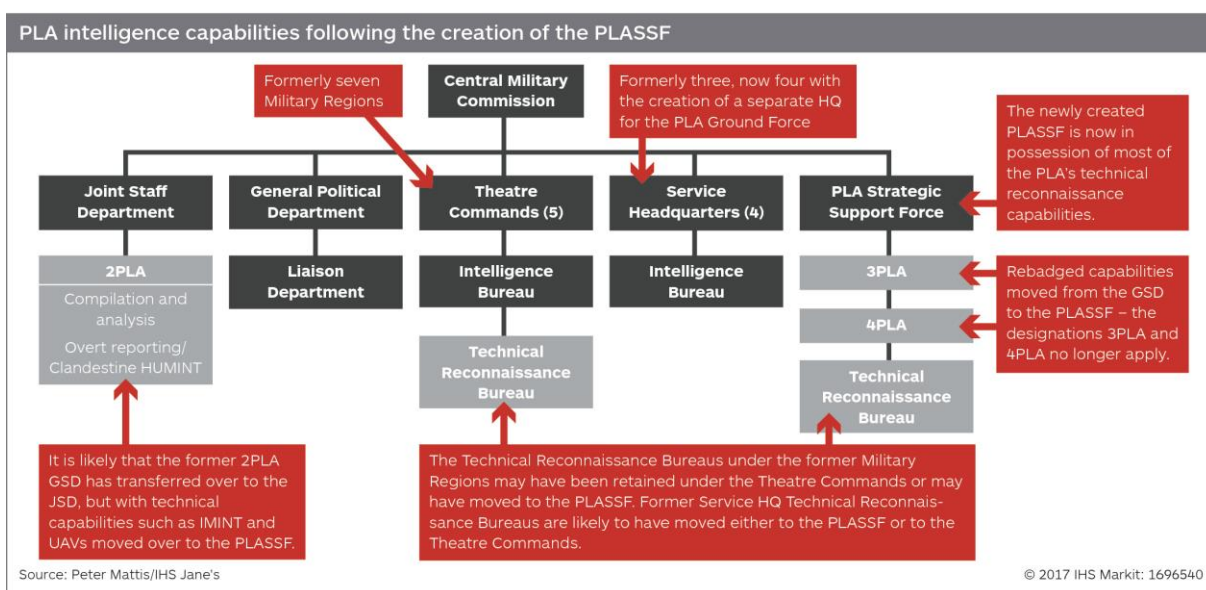 PLA intelligence capabilities following the creation of the PLASSF
Formerly seven
Military Regions
Central Military
Commission
Formerly three, now four with
the creation of a separate HQ
for the PLA Ground Force
The newly created
PLASSF is now in
possession of most of
the PLA's technical
reconnaissance
capabilities.
Joint Staff
Department
General Political
Department
Theatre
Commands (5)
Service
Headquarters (4)
PLA Strategic
Support Force
2PLA
Compilation and
analysis
Overt reporting/
Clandestine HUMINT
Liaison
Department
Intelligence
Bureau
Intelligence
Bureau
3PLA
4PLA
Rebadged capabilities
moved from the GSD
to the PLASSF – the
designations 3PLA and
4PLA no longer apply.
Technical
Reconnaissance
Bureau
Technical
Reconnaissance
Bureau
It is likely that the former 2PLA
GSD has transferred over to the
JSD, but with technical
capabilities such as IMINT and
UAVs moved over to the PLASSF.
The Technical Reconnaissance Bureaus under the former Military
Regions may have been retained under the Theatre Commands or may
have moved to the PLASSF. Former Service HQ Technical Reconnais-
sance Bureaus are likely to have moved either to the PLASSF or to the
Theatre Commands.
Source: Peter Mattis/IHS Jane's
© 2017 IHS Markit: 1696540